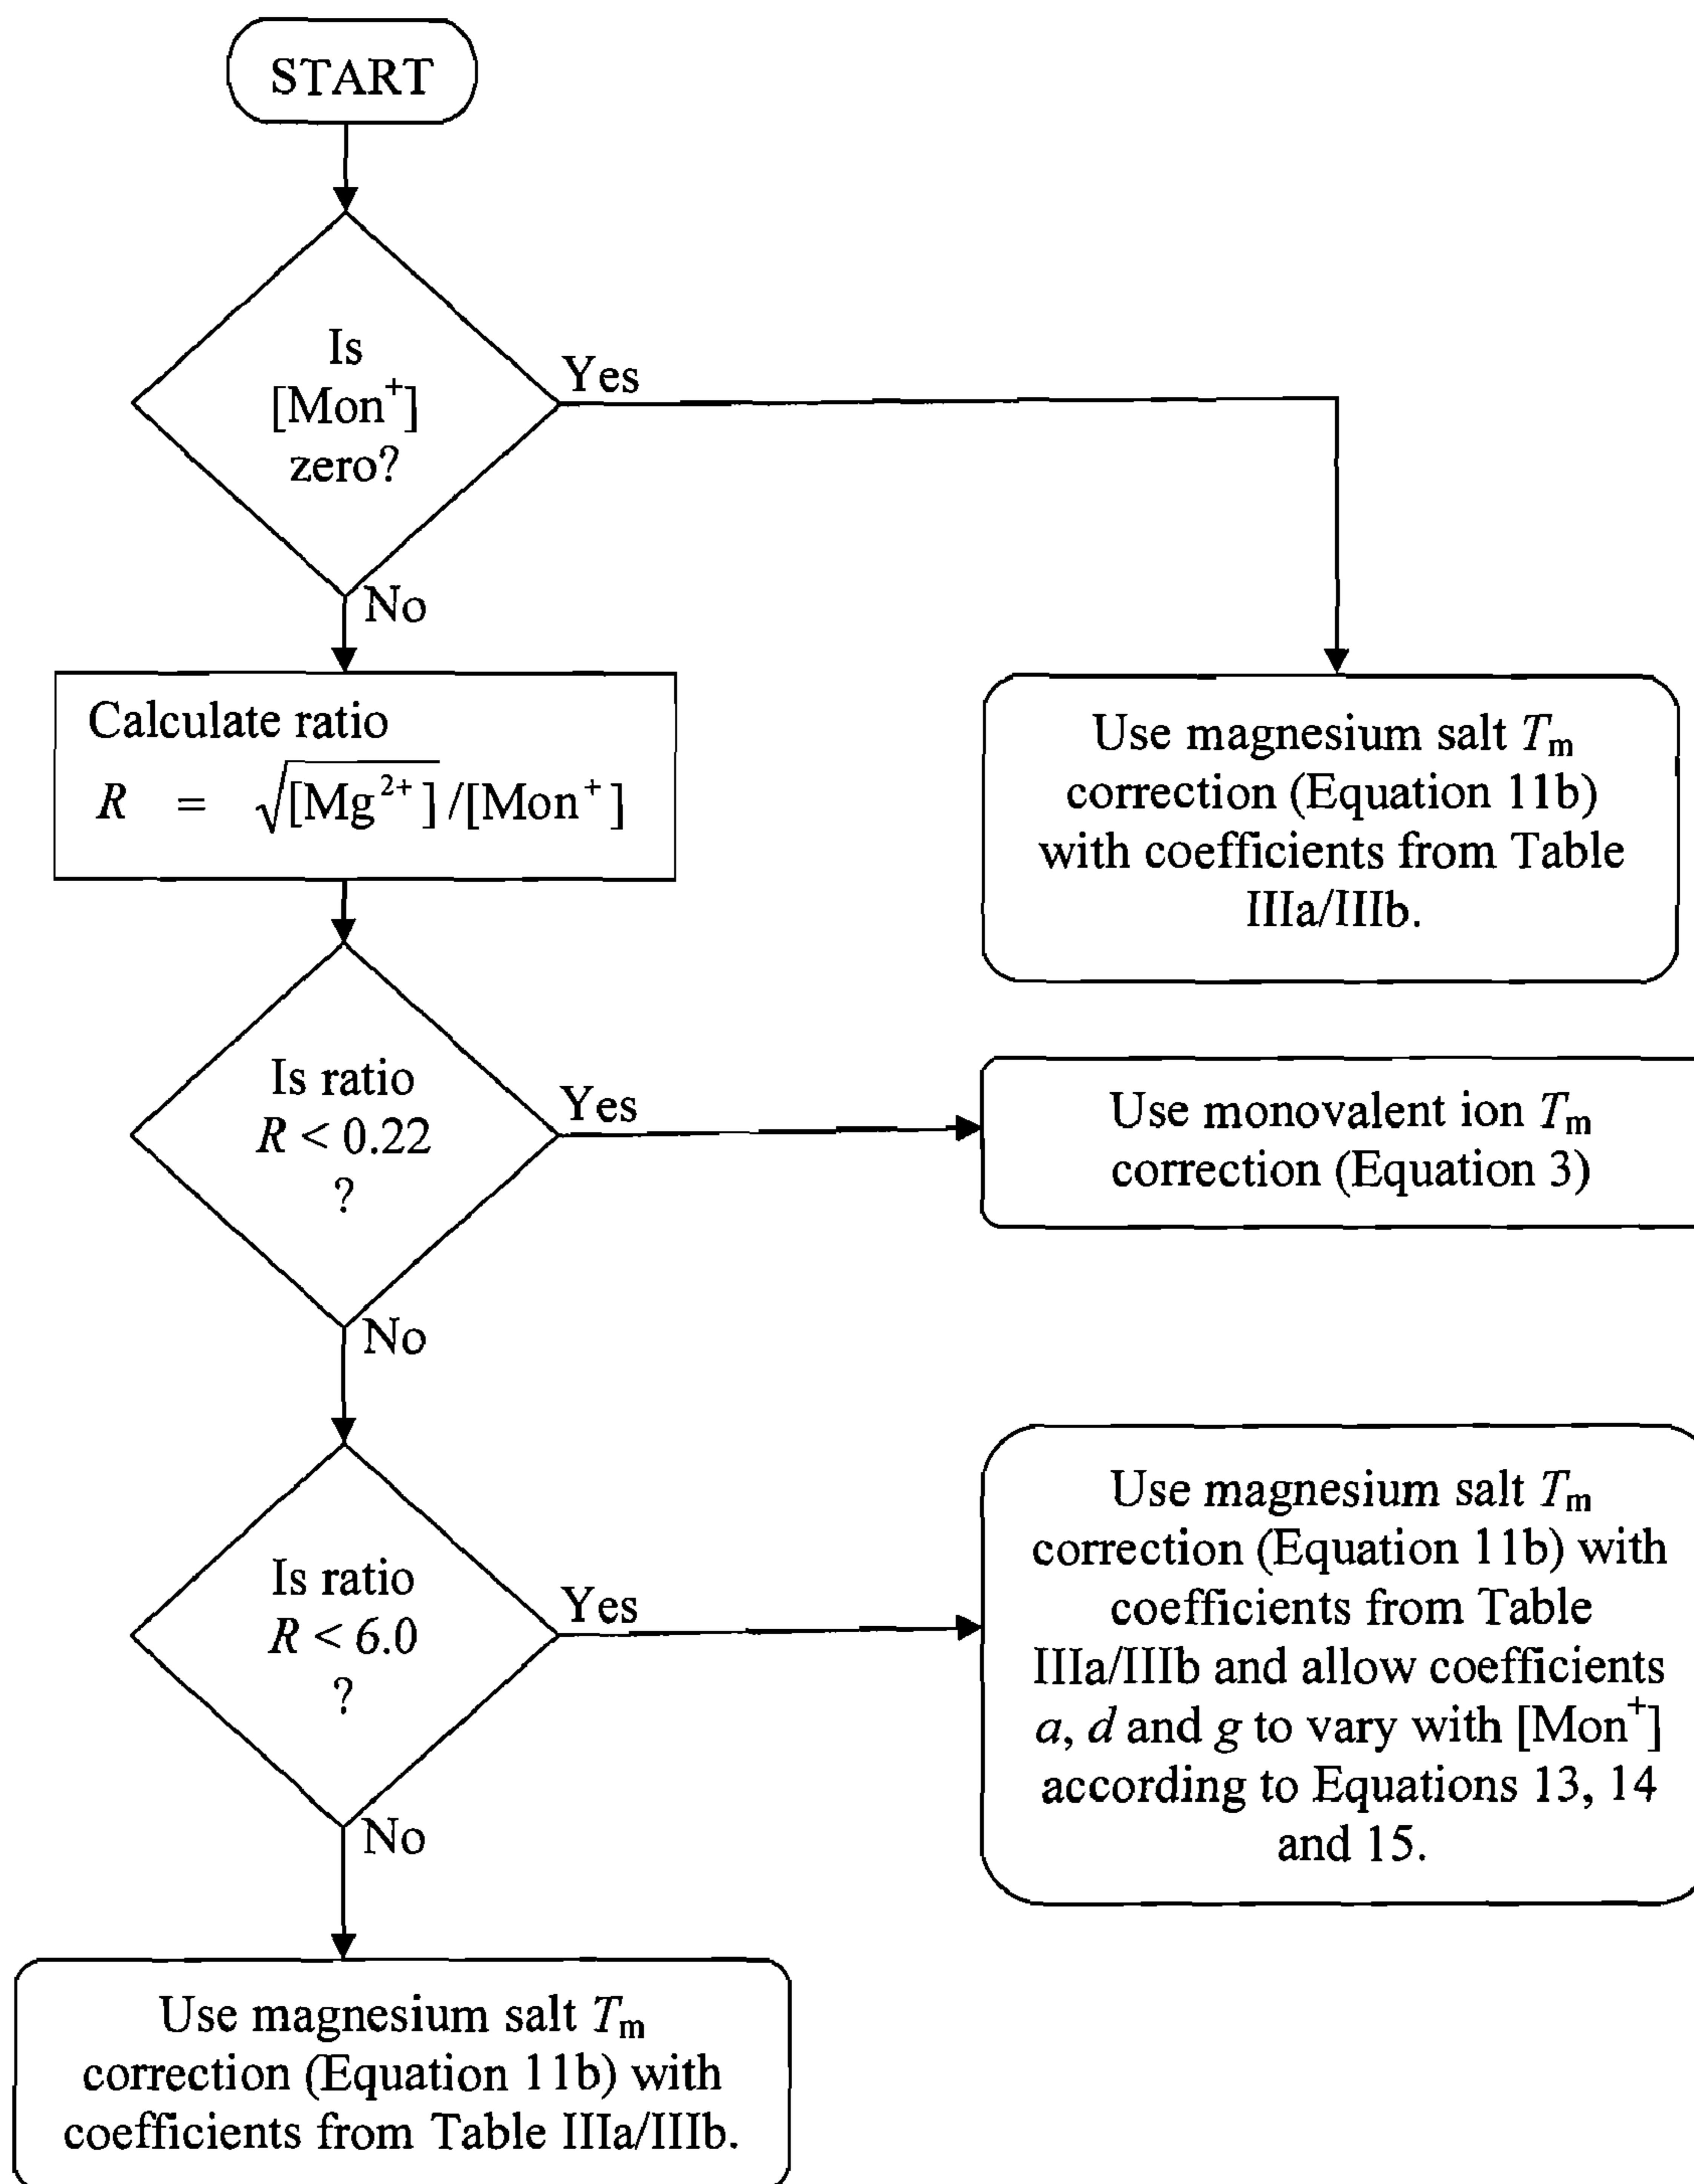 START
Is
[Mon⁺]
zero?
Yes
No
Calculate ratio
R = √[Mg²⁺]/[Mon⁺]
Use magnesium salt Tₘ
correction (Equation 11b)
with coefficients from Table
IIIa/IIIb.
Is ratio
R < 0.22
?
Yes
Use monovalent ion Tₘ
correction (Equation 3)
No
Is ratio
R < 6.0
?
Yes
Use magnesium salt Tₘ
correction (Equation 11b) with
coefficients from Table
IIIa/IIIb and allow coefficients
a, d and g to vary with [Mon⁺]
according to Equations 13, 14
and 15.
No
Use magnesium salt Tₘ
correction (Equation 11b) with
coefficients from Table IIIa/IIIb.